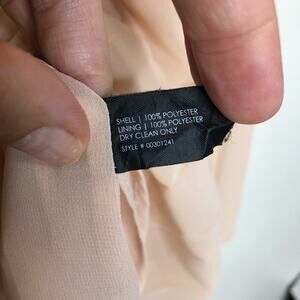 SHELL | 100% POLYESTER
LINING | 100% POLYESTER
DRY CLEAN ONLY
STYLE # 00301241